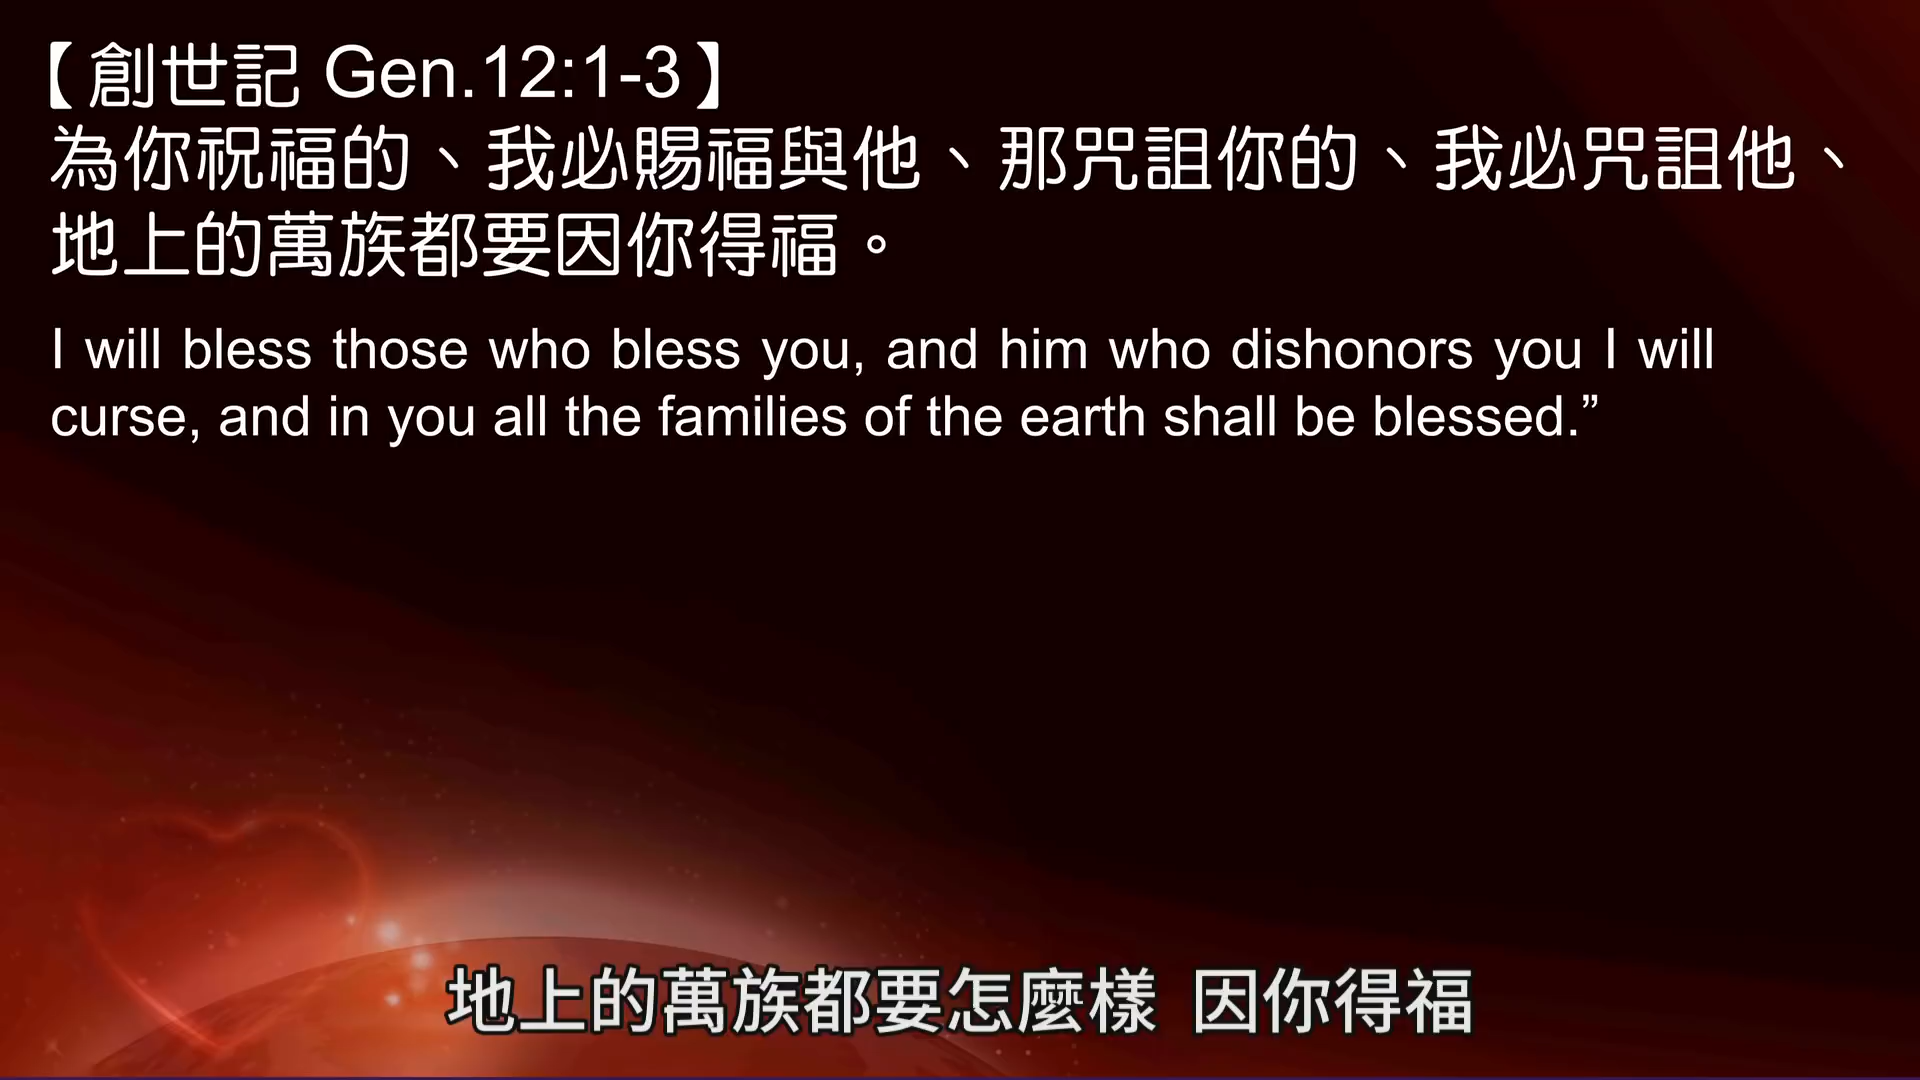 【創世記 Gen.12:1-3】
為你祝福的、我必賜福與他、那咒詛你的、我必咒詛他、
地上的萬族都要因你得福。
I will bless those who bless you, and him who dishonors you I will
curse, and in you all the families of the earth shall be blessed.”
地上的萬族都要怎麼樣 因你得福